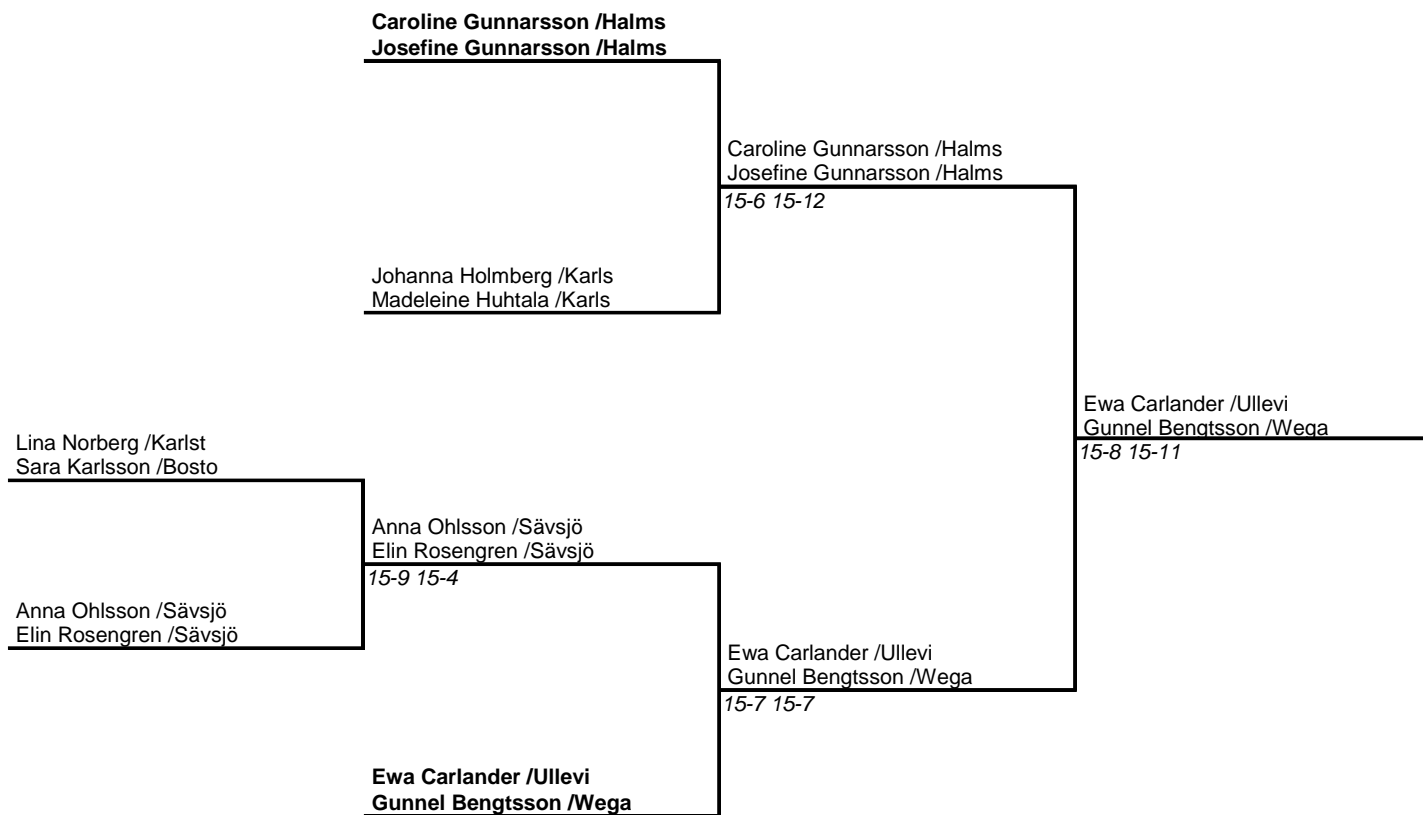 Caroline Gunnarsson /Halms
Josefine Gunnarsson /Halms
Caroline Gunnarsson /Halms
Josefine Gunnarsson /Halms
15-6 15-12
Johanna Holmberg /Karls
Madeleine Huhtala /Karls
Ewa Carlander /Ullevi
Gunnel Bengtsson /Wega
15-8 15-11
Lina Norberg /Karlst
Sara Karlsson /Bosto
Anna Ohlsson /Sävsjö
Elin Rosengren /Sävsjö
15-9 15-4
Anna Ohlsson /Sävsjö
Elin Rosengren /Sävsjö
Ewa Carlander /Ullevi
Gunnel Bengtsson /Wega
15-7 15-7
Ewa Carlander /Ullevi
Gunnel Bengtsson /Wega